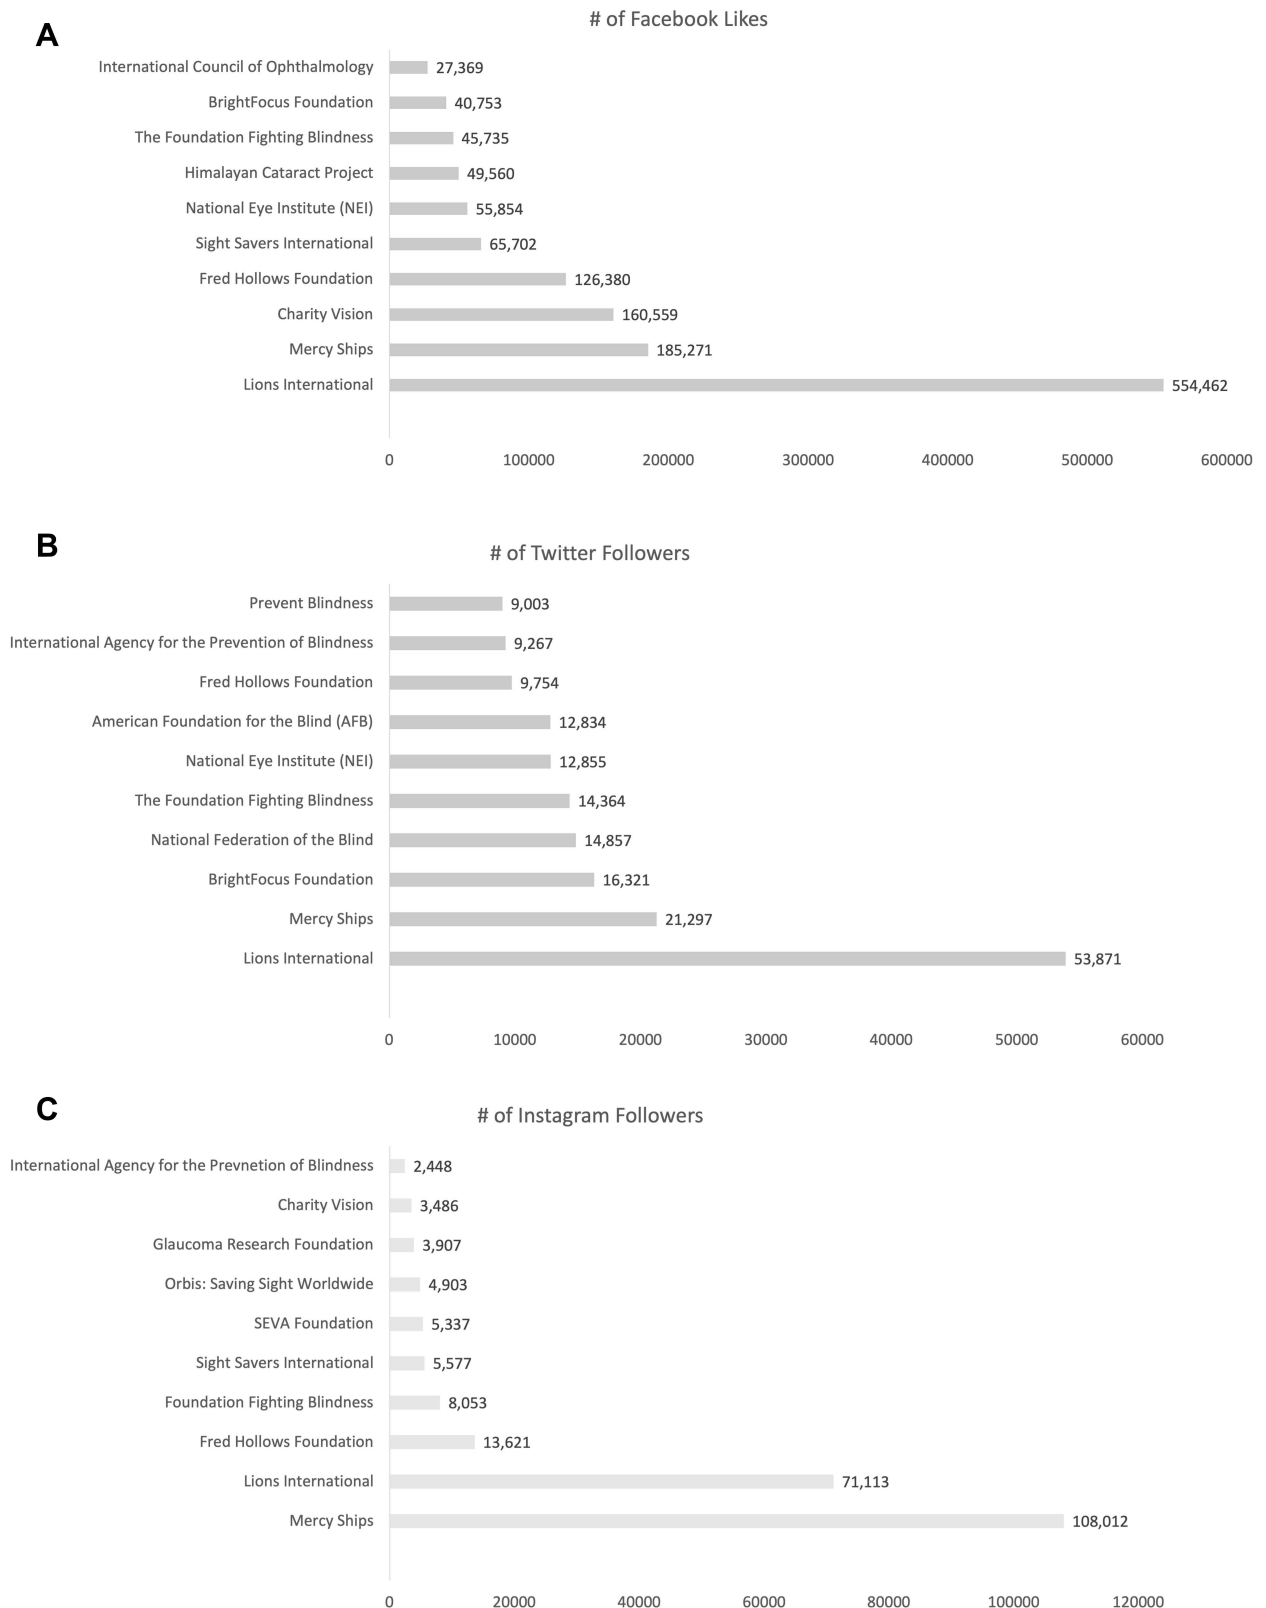 A
# of Facebook Likes
International Council of Ophthalmology 27,369
BrightFocus Foundation 40,753
The Foundation Fighting Blindness 45,735
Himalayan Cataract Project 49,560
National Eye Institute (NEI) 55,854
Sight Savers International 65,702
Fred Hollows Foundation 126,380
Charity Vision 160,559
Mercy Ships 185,271
Lions International 554,462
0 100000 200000 300000 400000 500000 600000
B
# of Twitter Followers
Prevent Blindness 9,003
International Agency for the Prevention of Blindness 9,267
Fred Hollows Foundation 9,754
American Foundation for the Blind (AFB) 12,834
National Eye Institute (NEI) 12,855
The Foundation Fighting Blindness 14,364
National Federation of the Blind 14,857
BrightFocus Foundation 16,321
Mercy Ships 21,297
Lions International 53,871
0 10000 20000 30000 40000 50000 60000
C
# of Instagram Followers
International Agency for the Prevnetion of Blindness 2,448
Charity Vision 3,486
Glaucoma Research Foundation 3,907
Orbis: Saving Sight Worldwide 4,903
SEVA Foundation 5,337
Sight Savers International 5,577
Foundation Fighting Blindness 8,053
Fred Hollows Foundation 13,621
Lions International 71,113
Mercy Ships 108,012
0 20000 40000 60000 80000 100000 120000